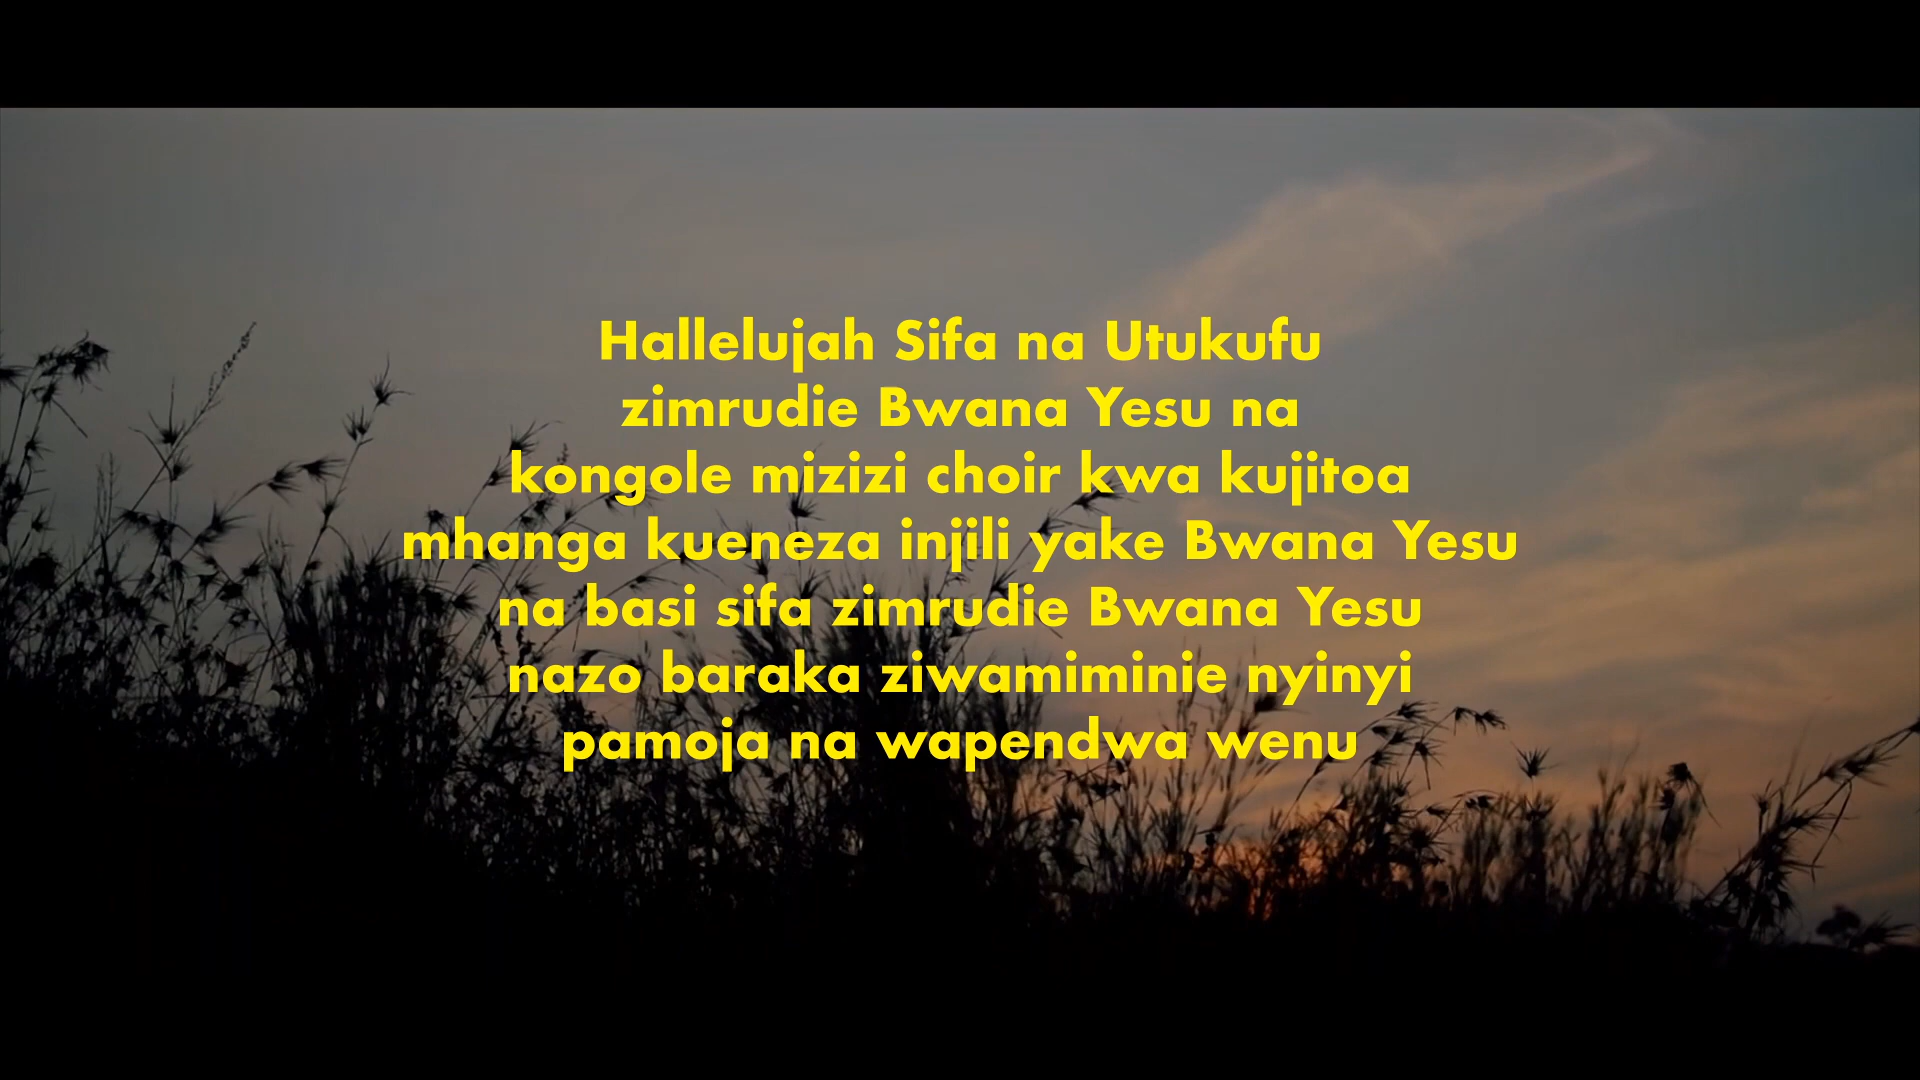 Hallelujah Sifa na Utukufu
zimrudie Bwana Yesu na
kongole mizizi choir kwa kujitoa
mhanga kueneza injili yake Bwana Yesu
na basi sifa zimrudie Bwana Yesu
nazo baraka ziwamiminie nyinyi
pamoja na wapendwa wenu